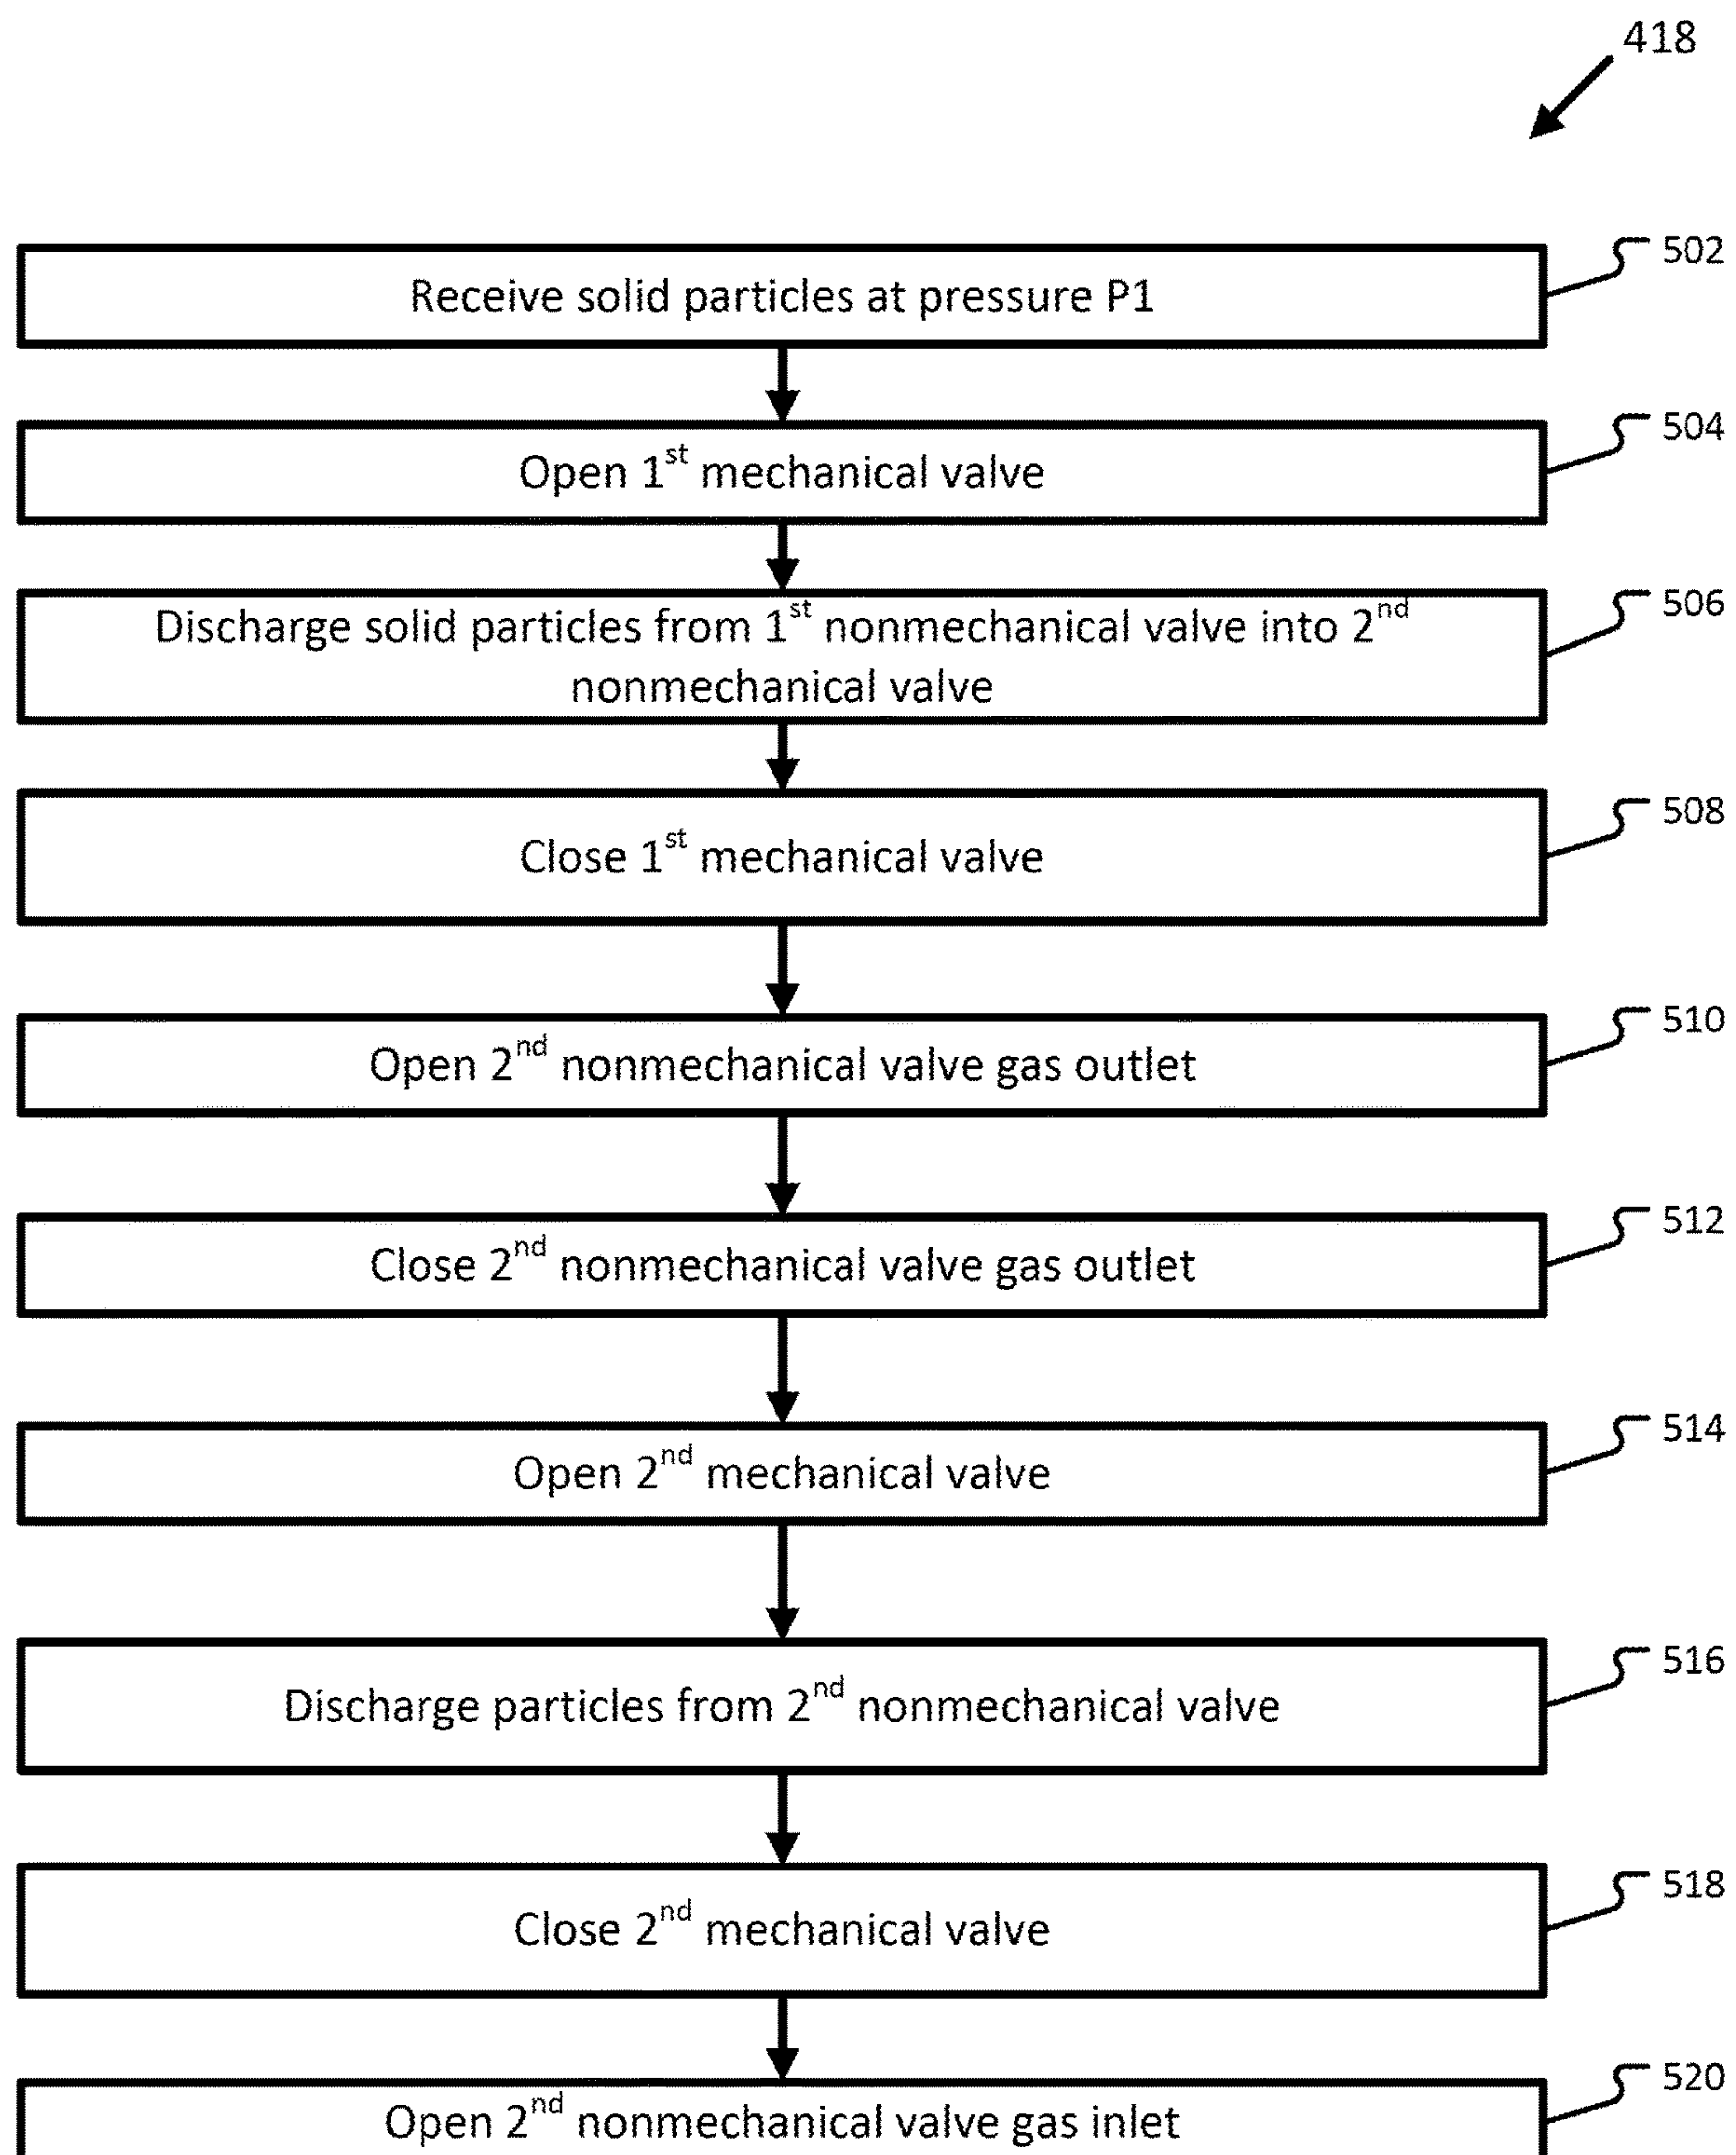 418
Receive solid particles at pressure P1
502
Open 1st mechanical valve
504
Discharge solid particles from 1st nonmechanical valve into 2nd
nonmechanical valve
506
Close 1st mechanical valve
508
Open 2nd nonmechanical valve gas outlet
510
Close 2nd nonmechanical valve gas outlet
512
Open 2nd mechanical valve
514
Discharge particles from 2nd nonmechanical valve
516
Close 2nd mechanical valve
518
Open 2nd nonmechanical valve gas inlet
520